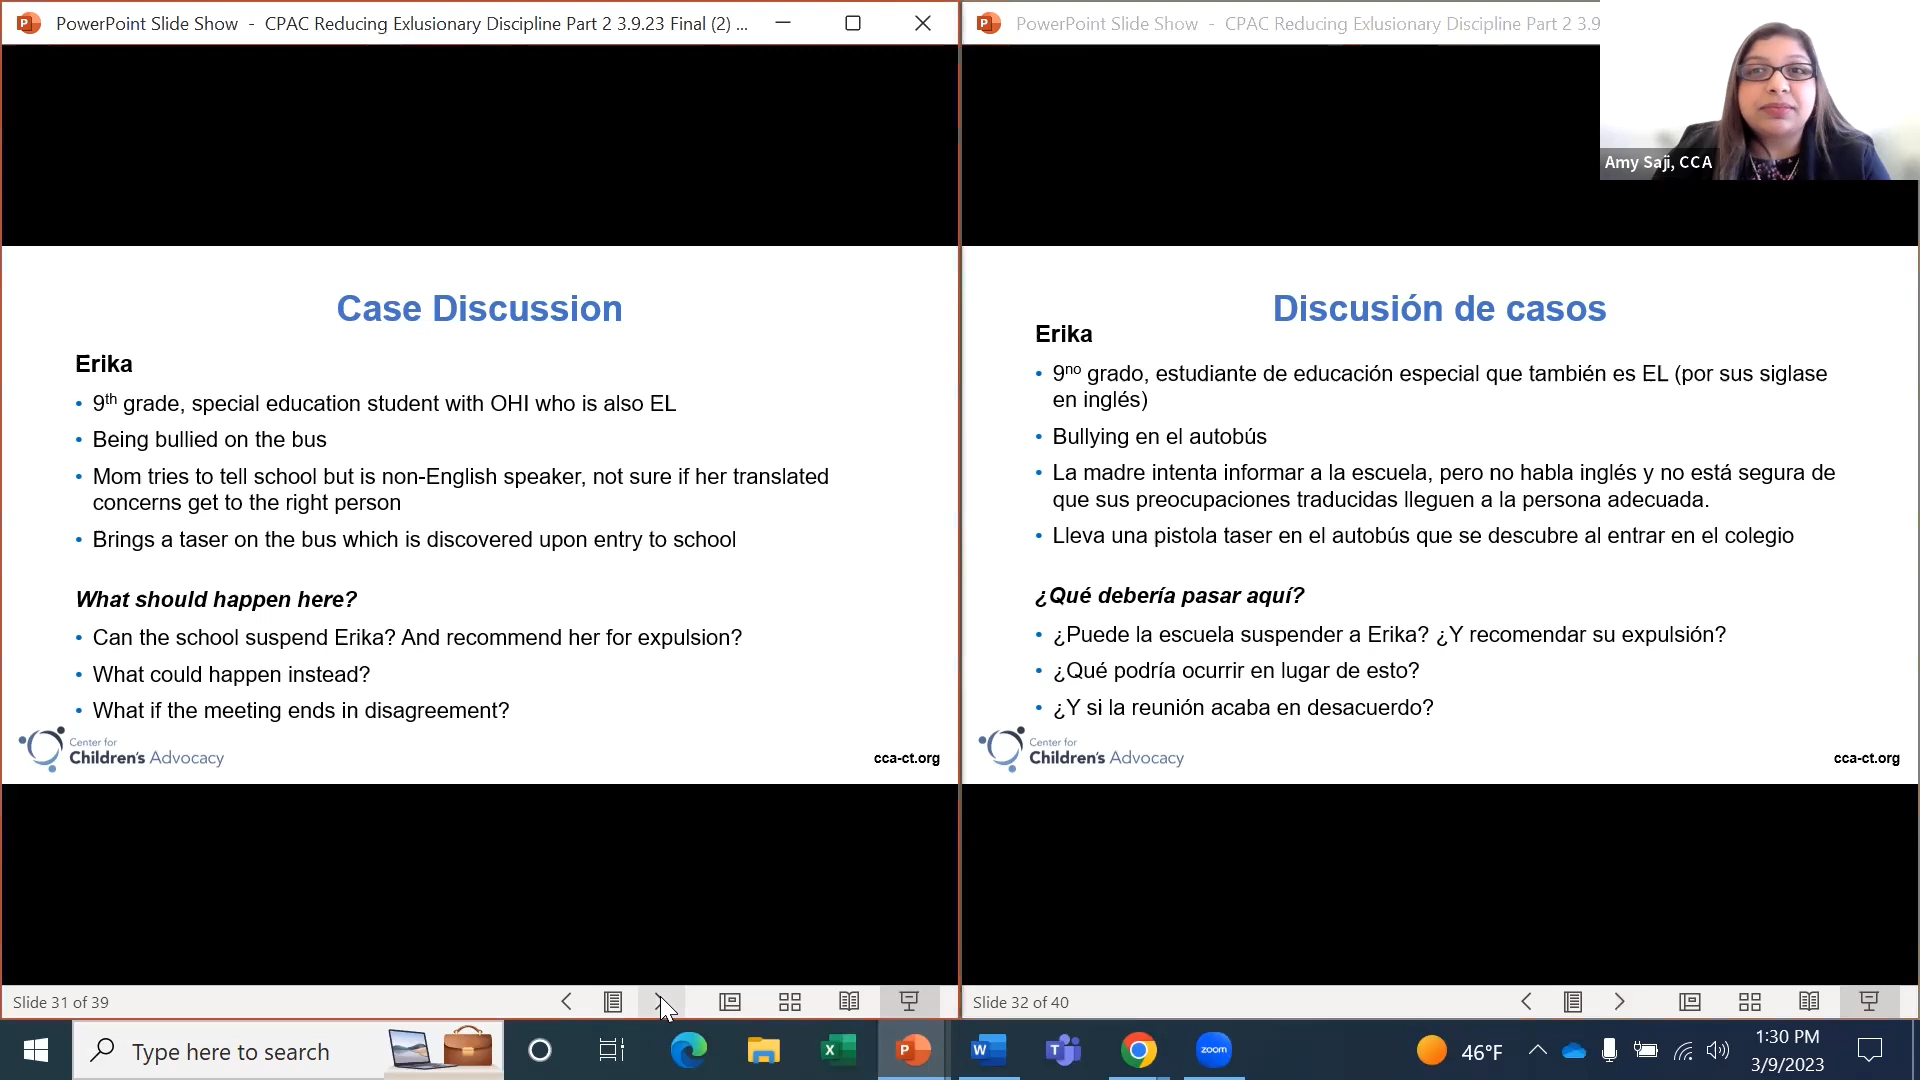 PowerPoint Slide Show - CPAC Reducing Exlusionary Discipline Part 2 3.9.23 Final (2) ...
PowerPoint Slide Show - CPAC Reducing Exlusionary Discipline Part 2 3.9
Amy Saji, CCA
Case Discussion
Erika
• 9th grade, special education student with OHI who is also EL
• Being bullied on the bus
• Mom tries to tell school but is non-English speaker, not sure if her translated
concerns get to the right person
• Brings a taser on the bus which is discovered upon entry to school
What should happen here?
• Can the school suspend Erika? And recommend her for expulsion?
• What could happen instead?
• What if the meeting ends in disagreement?
Center for
Children's Advocacy
cca-ct.org
Discusión de casos
Erika
• 9no grado, estudiante de educación especial que también es EL (por sus siglase
en inglés)
• Bullying en el autobús
• La madre intenta informar a la escuela, pero no habla inglés y no está segura de
que sus preocupaciones traducidas lleguen a la persona adecuada.
• Lleva una pistola taser en el autobús que se descubre al entrar en el colegio
¿Qué debería pasar aquí?
• ¿Puede la escuela suspender a Erika? ¿Y recomendar su expulsión?
• ¿Qué podría ocurrir en lugar de esto?
• ¿Y si la reunión acaba en desacuerdo?
Center for
Children's Advocacy
cca-ct.org
Slide 31 of 39
Slide 32 of 40
Type here to search
zoom
46°F
1:30 PM
3/9/2023